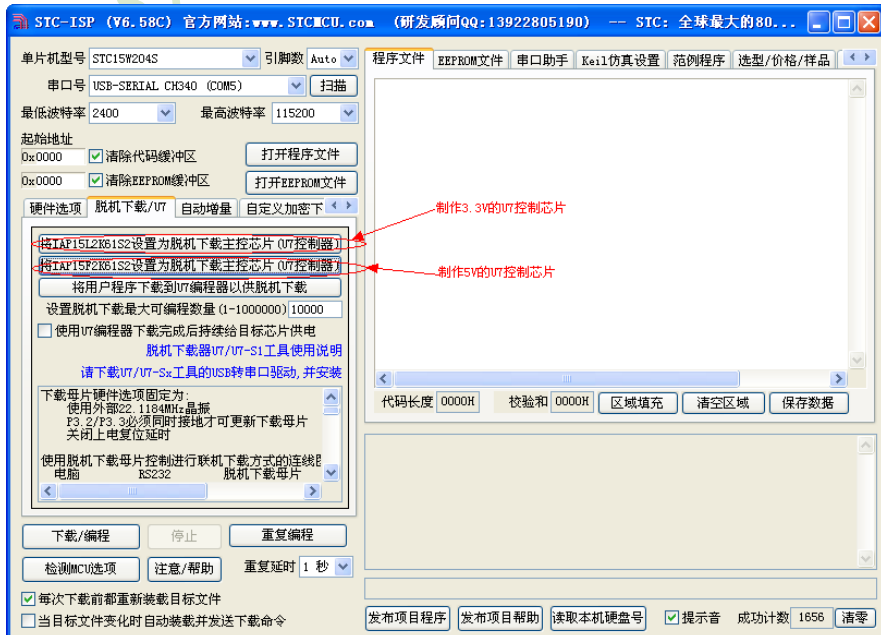 STC-ISP (V6.58C) 官方网站:www.STCMCU.com (研发顾问QQ:13922805190) -- STC: 全球最大的80...
单片机型号 STC15W204S 引脚数 Auto
串口号 USB-SERIAL CH340 (COM5) 扫描
最低波特率 2400 最高波特率 115200
起始地址
0x0000 清除代码缓冲区 打开程序文件
0x0000 清除EEPROM缓冲区 打开EEPROM文件
硬件选项 脱机下载/U7 自动增量 自定义加密下
将IAP15L2K61S2设置为脱机下载主控芯片(U7控制器)
将IAP15F2K61S2设置为脱机下载主控芯片(U7控制器)
将用户程序下载到U7编程器以供脱机下载
设置脱机下载最大可编程数量(1-1000000) 10000
使用U7编程器下载完成后持续给目标芯片供电
脱机下载器U7/U7-S1工具使用说明
请下载U7/U7-Sx工具的USB转串口驱动,并安装
下载母片硬件选项固定为:
使用外部22.1184MHz晶振
P3.2/P3.3必须同时接地才可更新下载母片
关闭上电复位延时
使用脱机下载母片控制进行联机下载方式的连线
电脑 RS232 脱机下载母片
下载/编程 停止 重复编程
检测MCU选项 注意/帮助 重复延时 1 秒
每次下载前都重新装载目标文件
当目标文件变化时自动装载并发送下载命令
程序文件 EEPROM文件 串口助手 Keil仿真设置 范例程序 选型/价格/样品
制作3.3V的U7控制芯片
制作5V的U7控制芯片
代码长度 0000H 校验和 0000H 区域填充 清空区域 保存数据
发布项目程序 发布项目帮助 读取本机硬盘号 提示音 成功计数 1656 清零